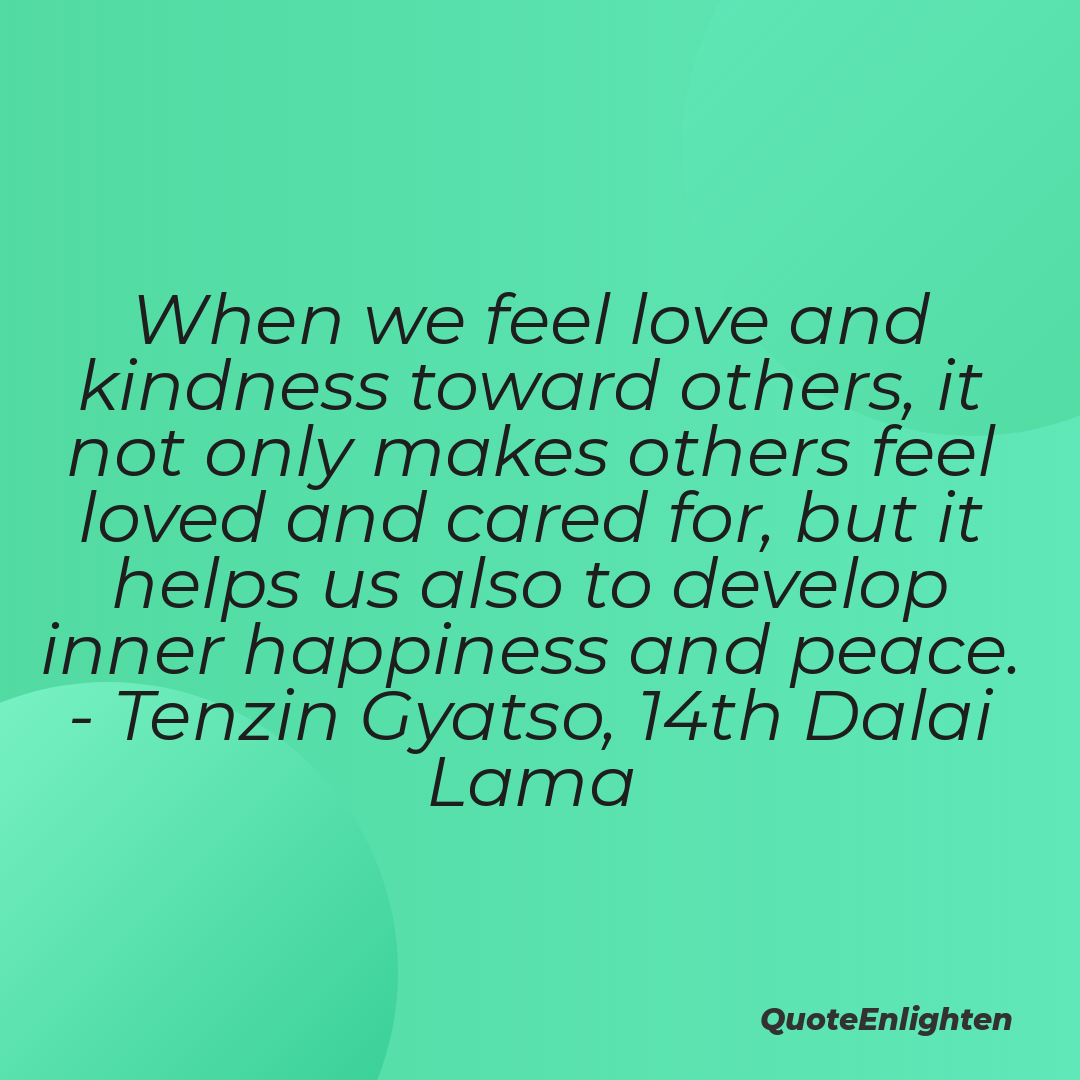 When we feel love and
kindness toward others, it
not only makes others feel
loved and cared for, but it
helps us also to develop
inner happiness and peace.
- Tenzin Gyatso, 14th Dalai
Lama
QuoteEnlighten